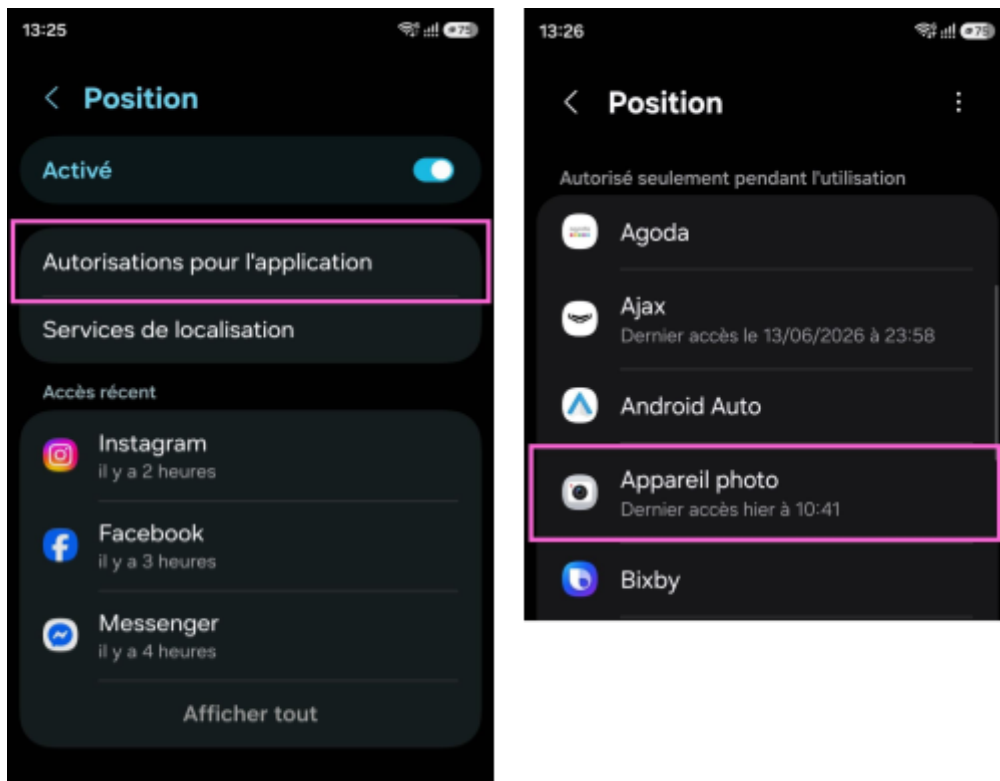 13:25
75
Position
Activé
Autorisations pour l'application
Services de localisation
Accès récent
Instagram
il y a 2 heures
Facebook
il y a 3 heures
Messenger
il y a 4 heures
Afficher tout
13:26
75
Position
Autorisé seulement pendant l'utilisation
Agoda
Ajax
Dernier accès le 13/06/2026 à 23:58
Android Auto
Appareil photo
Dernier accès hier à 10:41
Bixby